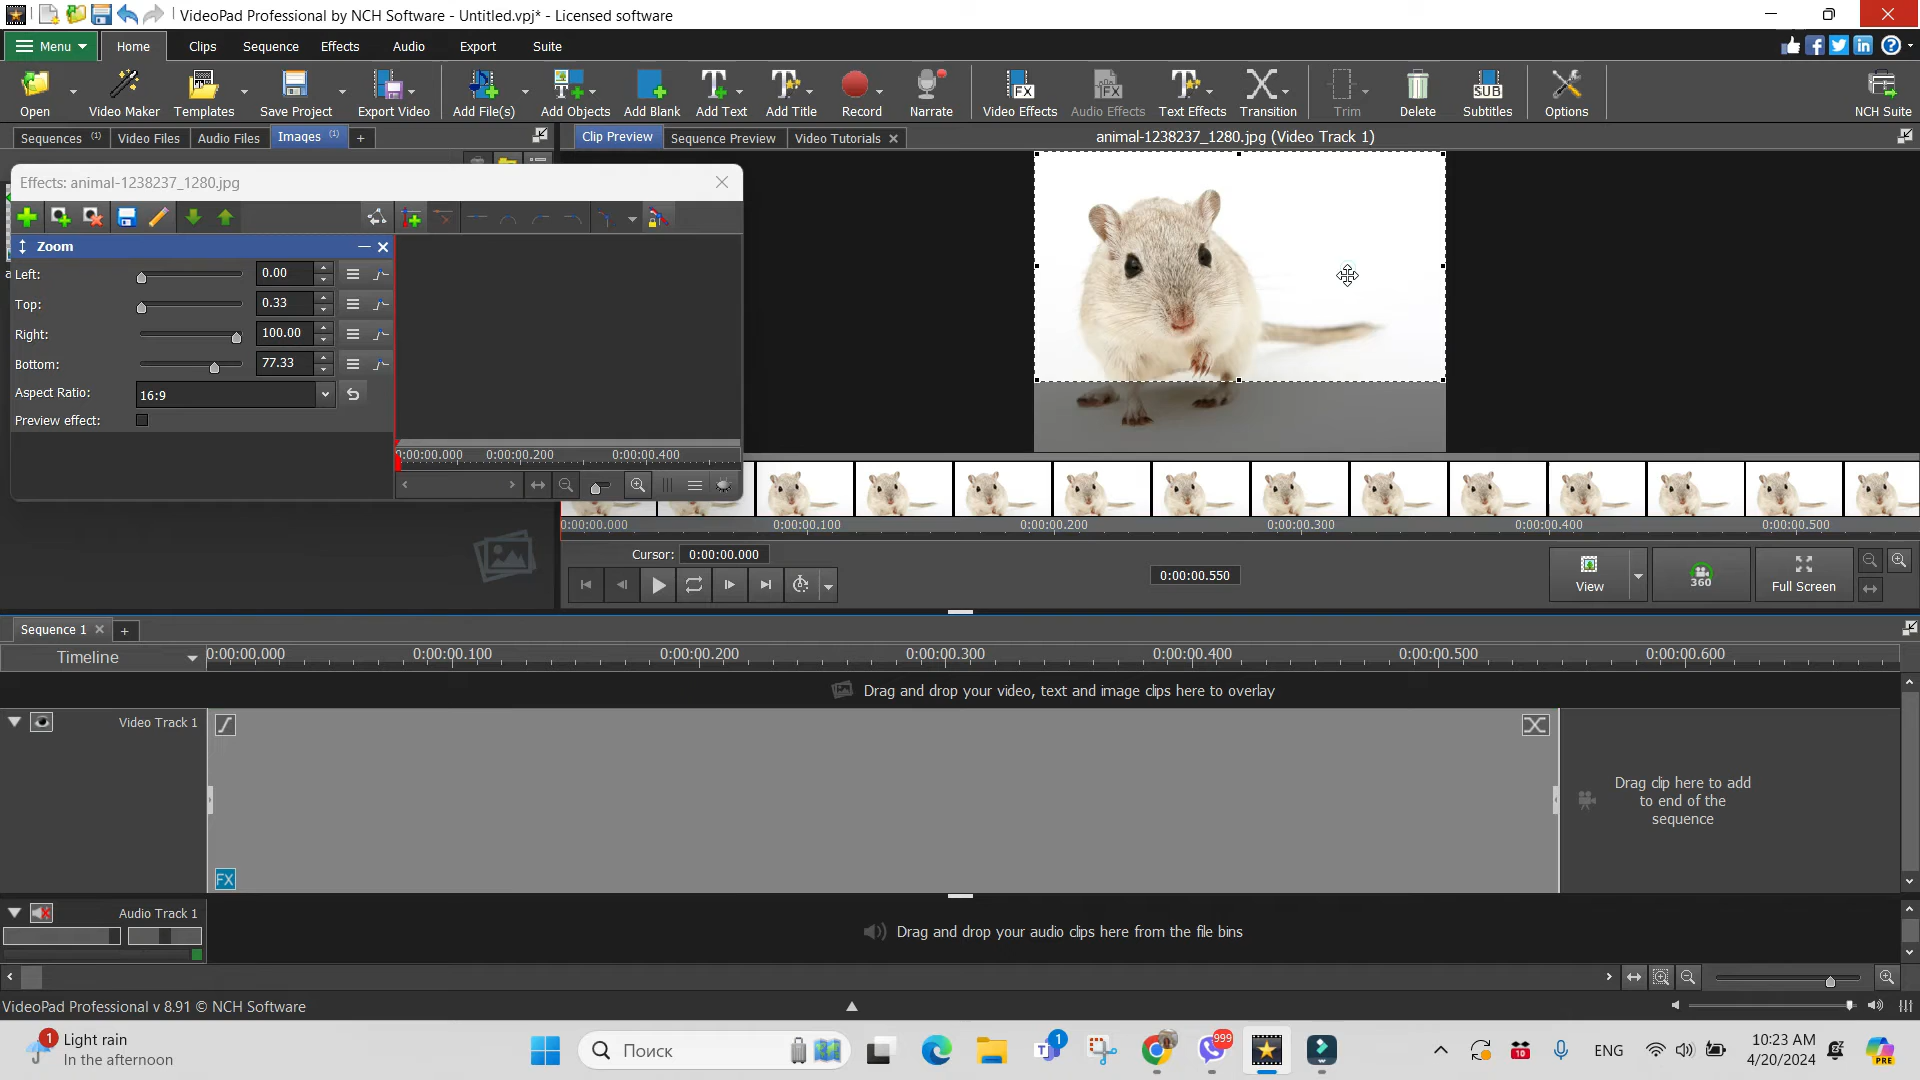 VideoPad Professional by NCH Software - Untitled.vpj* - Licensed software
Menu Home Clips Sequence Effects Audio Export Suite
Open Video Maker Templates Save Project Export Video Add File(s) Add Objects Add Blank Add Text Add Title Record Narrate Video Effects Audio Effects Text Effects Transition Trim Delete Subtitles Options NCH Suite
Sequences (1) Video Files Audio Files Images (1) + Clip Preview Sequence Preview Video Tutorials animal-1238237_1280.jpg (Video Track 1)
Effects: animal-1238237_1280.jpg
Zoom
Left: 0.00
Top: 0.33
Right: 100.00
Bottom: 77.33
Aspect Ratio: 16:9
Preview effect:
0:00:00.000 0:00:00.200 0:00:00.400
0:00:00.000 0:00:00.100 0:00:00.200 0:00:00.300 0:00:00.400 0:00:00.500
Cursor: 0:00:00.000
0:00:00.550
View 360 Full Screen
Sequence 1 +
Timeline 0:00:00.000 0:00:00.100 0:00:00.200 0:00:00.300 0:00:00.400 0:00:00.500 0:00:00.600
Drag and drop your video, text and image clips here to overlay
Video Track 1
Drag clip here to add
to end of the
sequence
FX
Audio Track 1
Drag and drop your audio clips here from the file bins
VideoPad Professional v 8.91 © NCH Software
1 Light rain
In the afternoon
Поиск
1
999
10
ENG
10:23 AM
4/20/2024
PRE